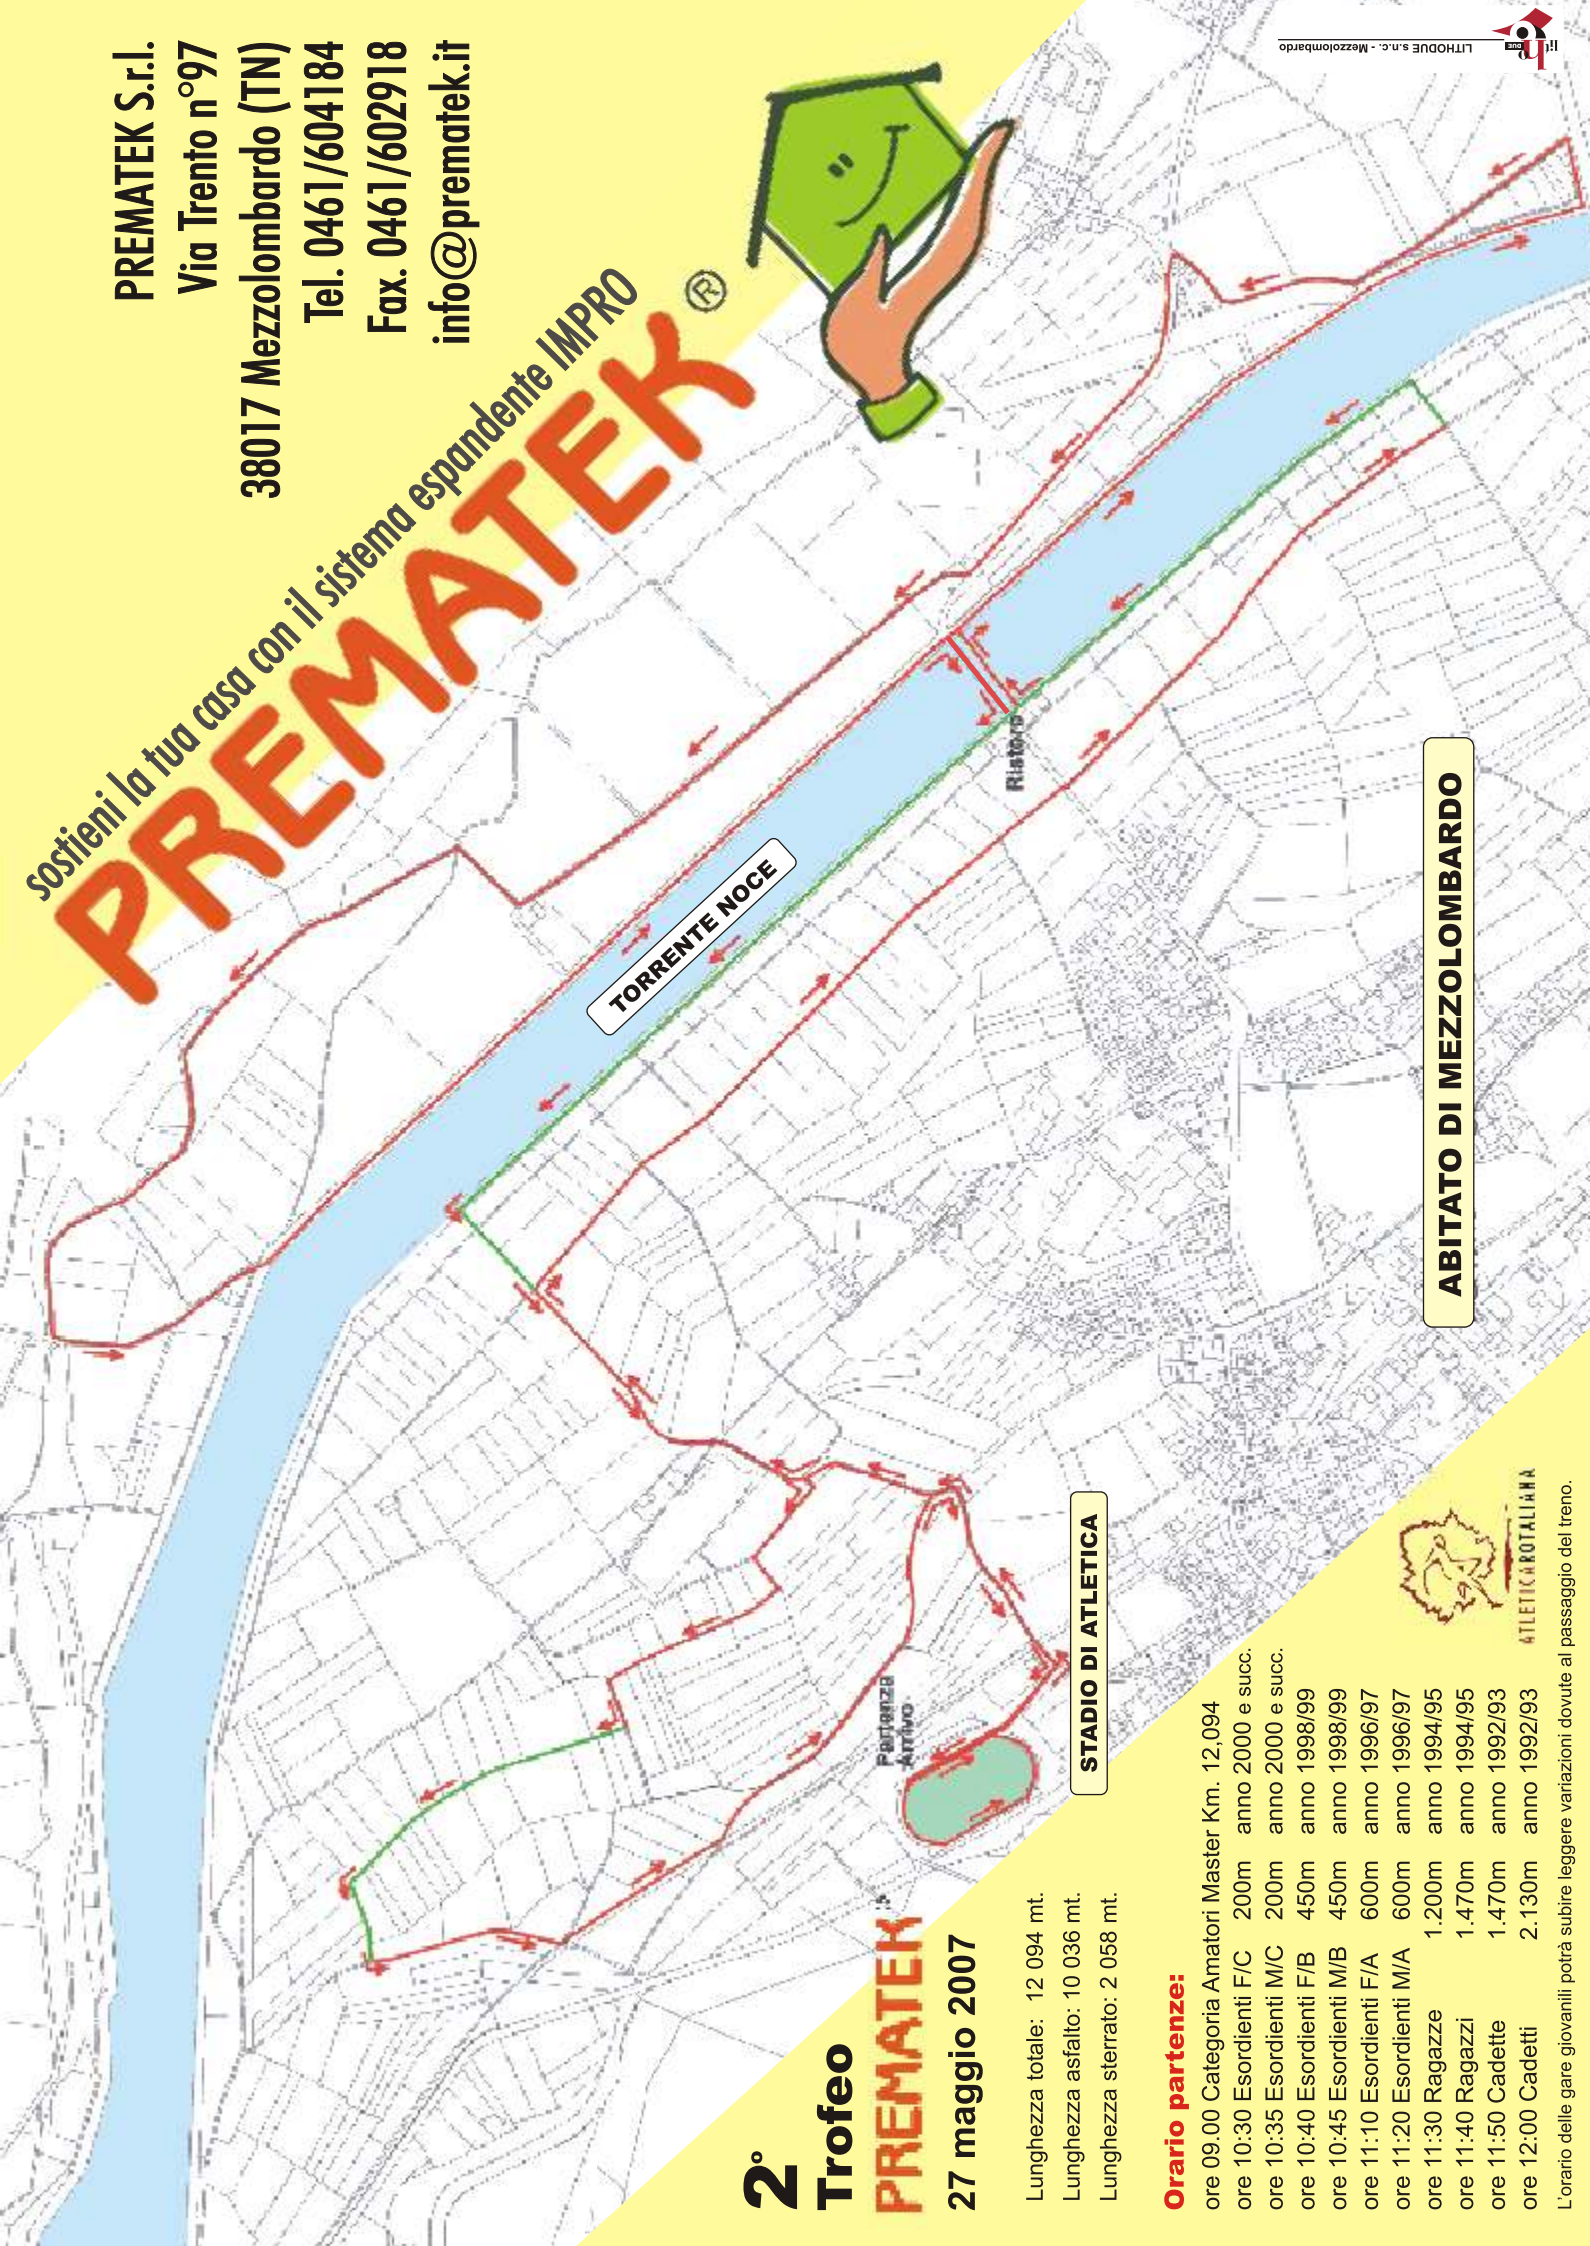 PREMATEK S.r.l.
Via Trento n°97
38017 Mezzolombardo (TN)
Tel. 0461/604184
Fax. 0461/602918
info@prematek.it
sostieni la tua casa con il sistema espandente IMPRO
PREMATEK ®
TORRENTE NOCE
Ristoro
ABITATO DI MEZZOLOMBARDO
Partenza
Arrivo
STADIO DI ATLETICA
2°
Trofeo
PREMATEK
27 maggio 2007
Lunghezza totale: 12 094 mt.
Lunghezza asfalto: 10 036 mt.
Lunghezza sterrato: 2 058 mt.
Orario partenze:
ore 09.00 Categoria Amatori Master Km. 12,094
ore 10:30 Esordienti F/C 200m anno 2000 e succ.
ore 10:35 Esordienti M/C 200m anno 2000 e succ.
ore 10:40 Esordienti F/B 450m anno 1998/99
ore 10:45 Esordienti M/B 450m anno 1998/99
ore 11:10 Esordienti F/A 600m anno 1996/97
ore 11:20 Esordienti M/A 600m anno 1996/97
ore 11:30 Ragazze 1.200m anno 1994/95
ore 11:40 Ragazzi 1.470m anno 1994/95
ore 11:50 Cadette 1.470m anno 1992/93
ore 12:00 Cadetti 2.130m anno 1992/93
L'orario delle gare giovanili potrà subire leggere variazioni dovute al passaggio del treno.
ATLETICA ROTALIANA
LITHODUE s.n.c. - Mezzolombardo
DUE